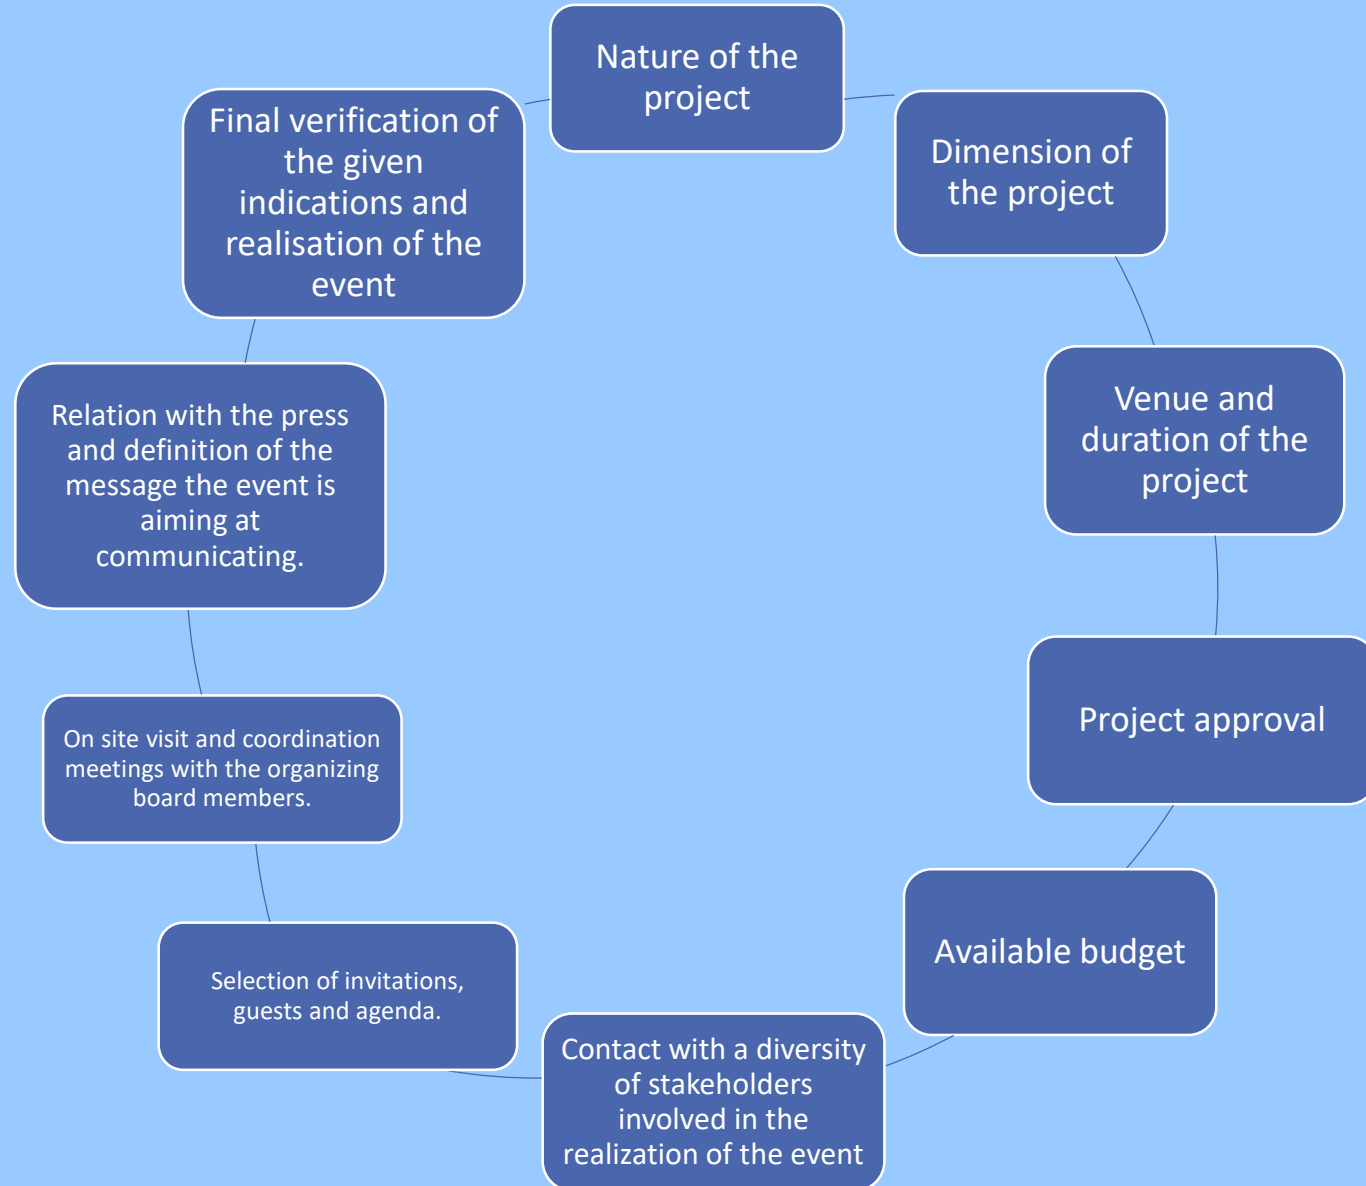 Nature of the
project
Dimension of
the project
Venue and
duration of the
project
Project approval
Available budget
Contact with a diversity
of stakeholders
involved in the
realization of the event
Selection of invitations,
guests and agenda.
On site visit and coordination
meetings with the organizing
board members.
Relation with the press
and definition of the
message the event is
aiming at
communicating.
Final verification of
the given
indications and
realisation of the
event